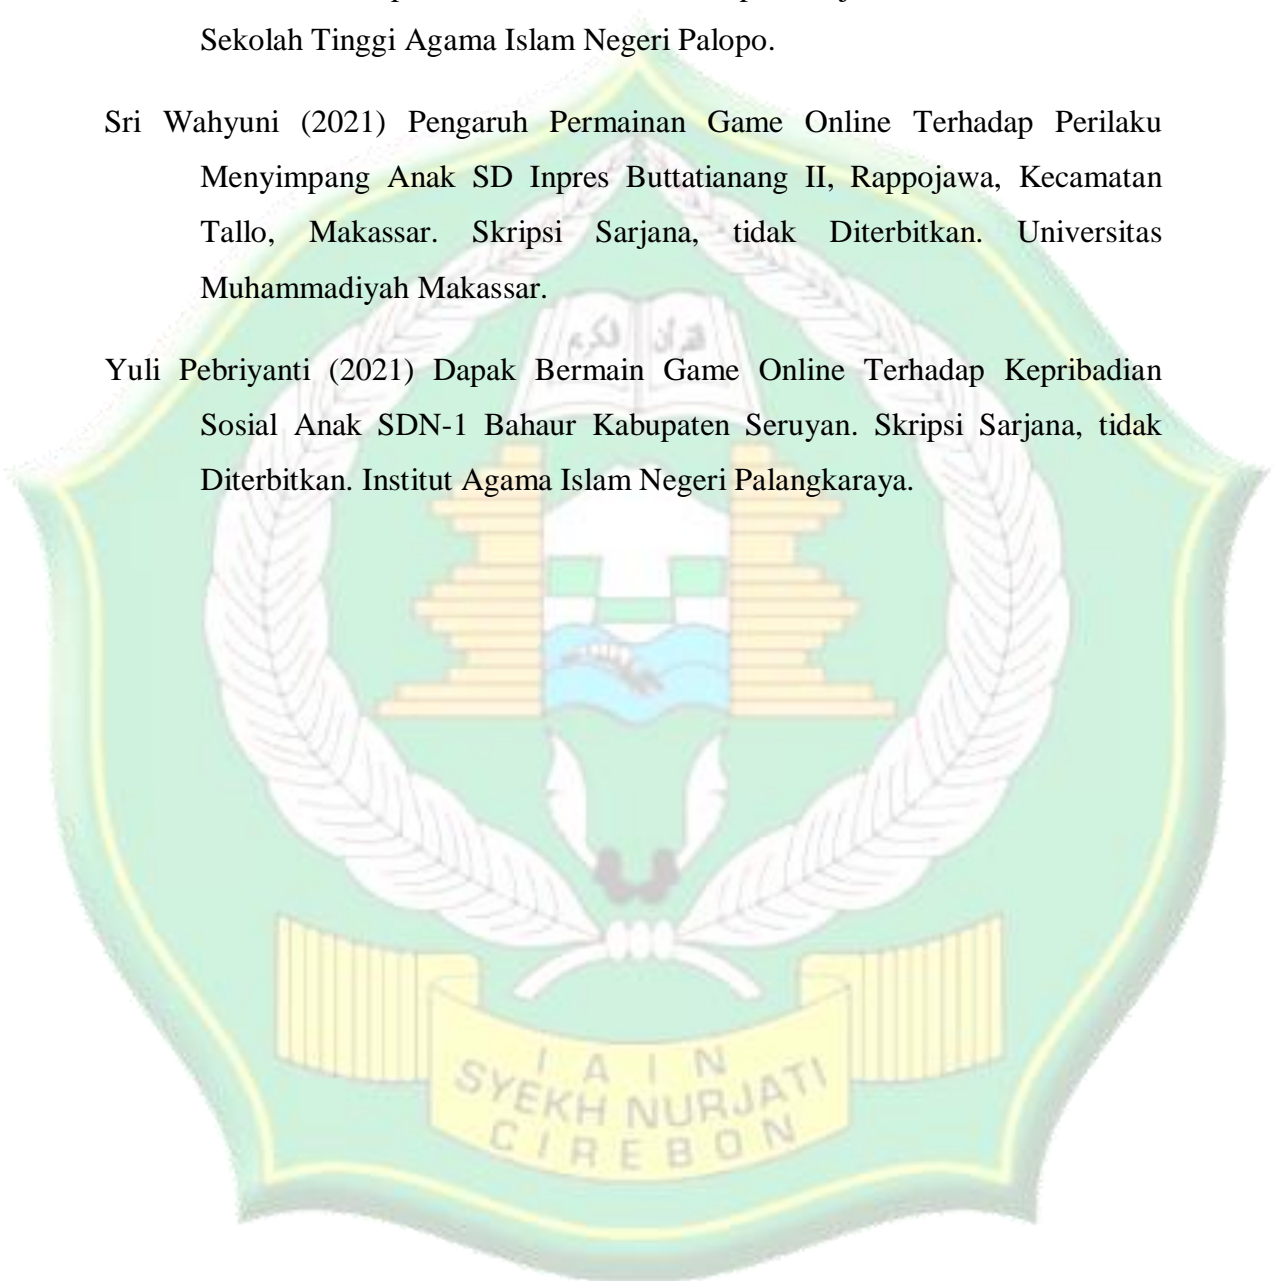 Sekolah Tinggi Agama Islam Negeri Palopo.
Sri Wahyuni (2021) Pengaruh Permainan Game Online Terhadap Perilaku
Menyimpang Anak SD Inpres Buttatianang II, Rappojawa, Kecamatan
Tallo, Makassar. Skripsi Sarjana, tidak Diterbitkan. Universitas
Muhammadiyah Makassar.
Yuli Pebriyanti (2021) Dapak Bermain Game Online Terhadap Kepribadian
Sosial Anak SDN-1 Bahaur Kabupaten Seruyan. Skripsi Sarjana, tidak
Diterbitkan. Institut Agama Islam Negeri Palangkaraya.
IAIN
SYEKH NURJATI
CIREBON